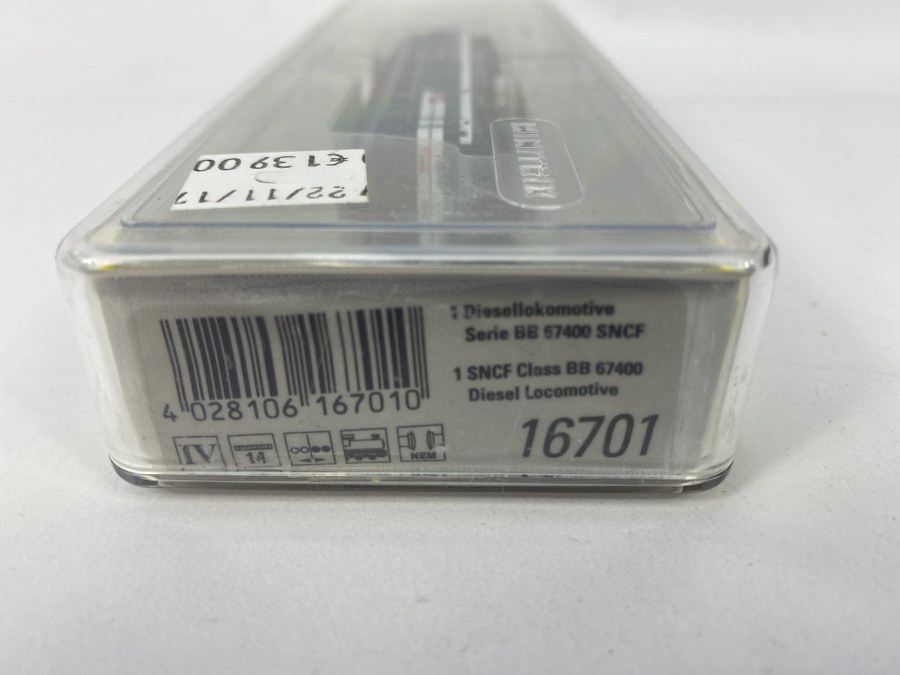 €139 00
22/11/17
MINITRIX
1 Diesellokomotive
Serie BB 67400 SNCF
1 SNCF Class BB 67400
Diesel Locomotive
16701
4 028106 167010
IV
14
NEM